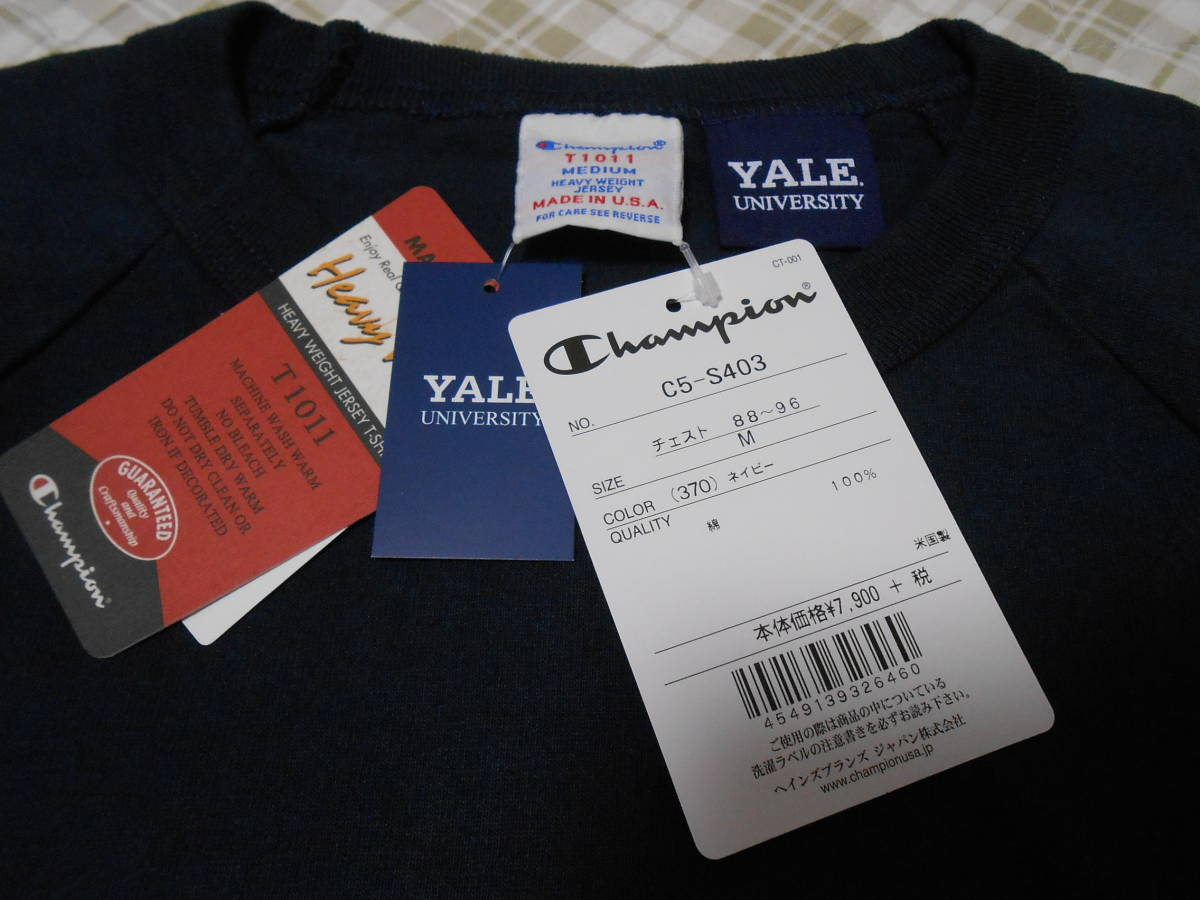 Champion®
T1011
MEDIUM
HEAVY WEIGHT
JERSEY
MADE IN U.S.A.
FOR CARE SEE REVERSE
YALE.
UNIVERSITY
Enjoy Real
Heavy
HEAVY WEIGHT JERSEY
T1011
MACHINE WASH WARM
SEPARATELY
NO BLEACH
TUMBLE DRY WARM
DO NOT DRY CLEAN OR
IRON IF DECORATED
GUARANTEED
Quality
and
Craftsmanship
Champion
YALE
UNIVERSITY
CT-001
Champion®
NO. C5-S403
チェスト 88~96
SIZE M
COLOR (370) ネイビー
QUALITY 綿 100%
米国製
本体価格¥7,900 + 税
4549139326460
ご使用の際は商品の中についている
洗濯ラベルの注意書きを必ずお読み下さい。
ヘインズブランズ ジャパン株式会社
www.championusa.jp